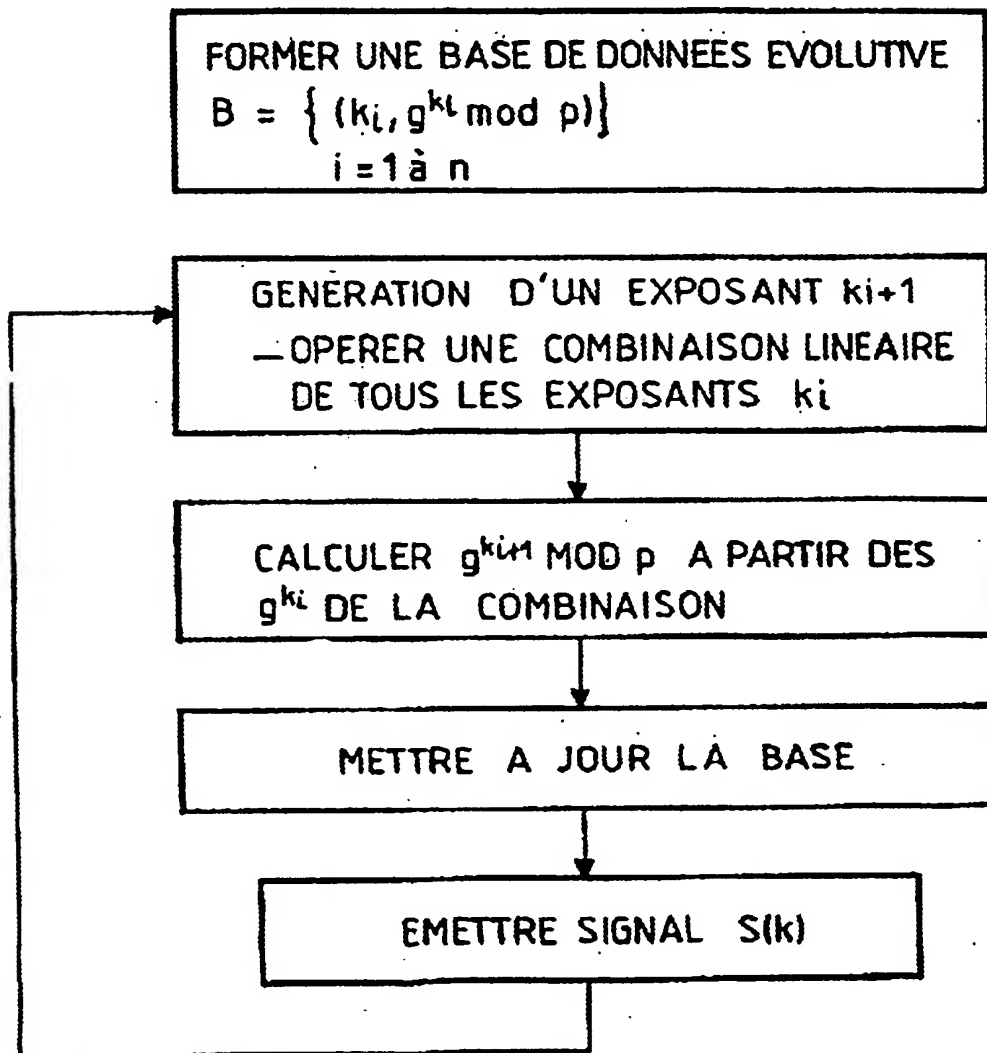 FORMER UNE BASE DE DONNEES EVOLUTIVE
B = { (ki, g^ki mod p)}
i = 1 à n
GENERATION D'UN EXPOSANT ki+1
— OPERER UNE COMBINAISON LINEAIRE
DE TOUS LES EXPOSANTS ki
CALCULER g^ki+1 MOD p A PARTIR DES
g^ki DE LA COMBINAISON
METTRE A JOUR LA BASE
EMETTRE SIGNAL S(k)